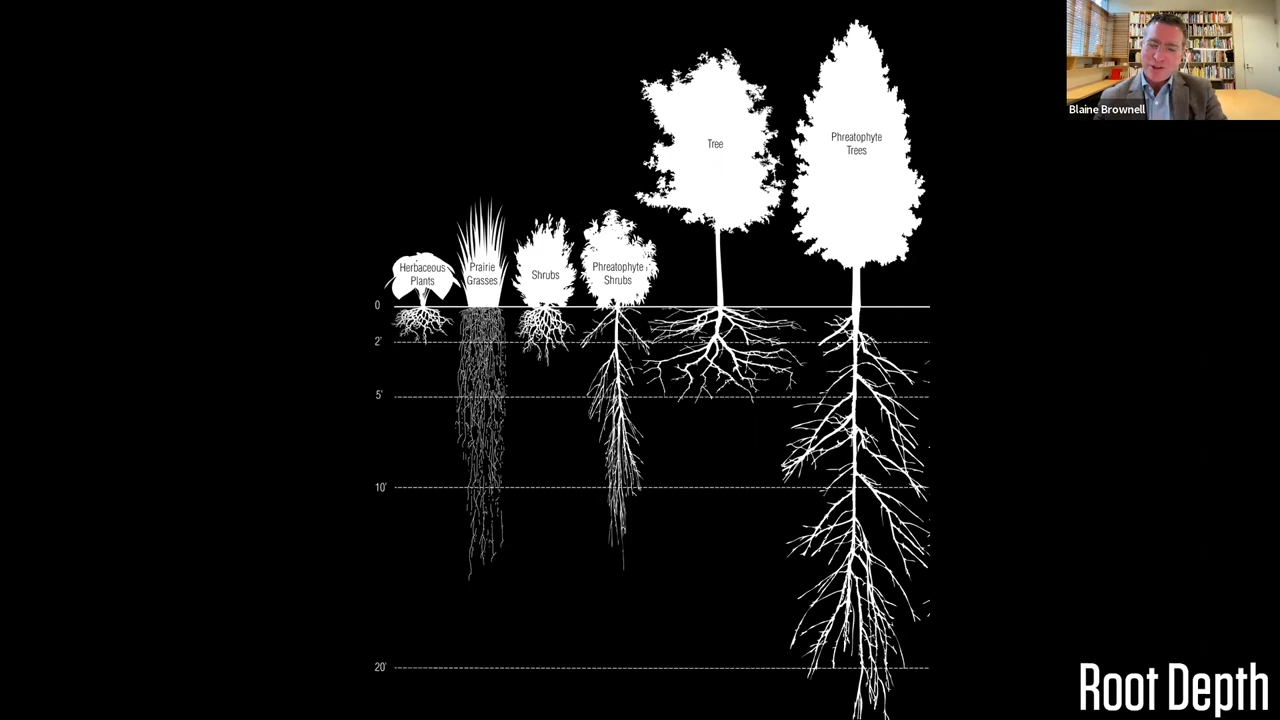 Blaine Brownell
Tree
Phreatophyte
Trees
Herbaceous
Plants
Prairie
Grasses
Shrubs
Phreatophyte
Shrubs
0
2'
5'
10'
20'
Root Depth